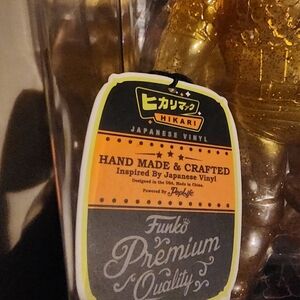 ヒカリマック
HIKARI
JAPANESE VINYL
HAND MADE & CRAFTED
Inspired By Japanese Vinyl
Designed in the USA, Made in China.
Powered By PopLife
Funko
Premium
Quality